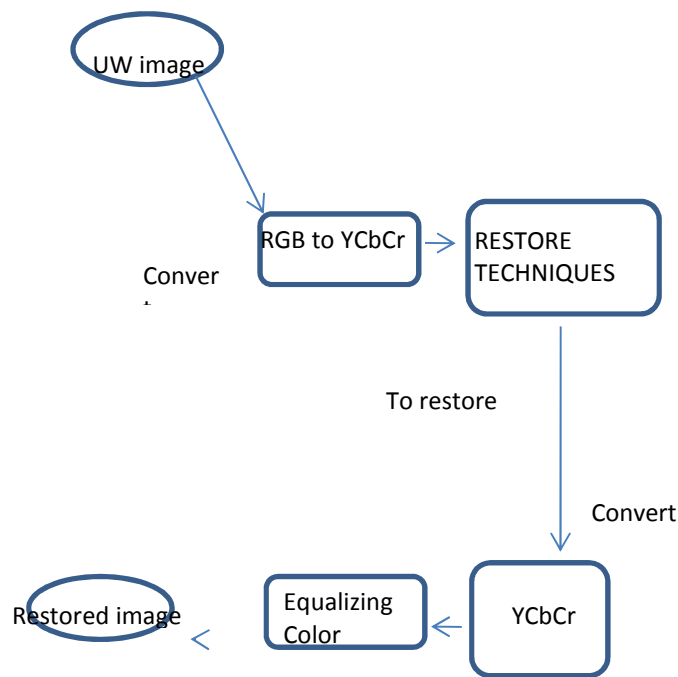 UW image
RGB to YCbCr
RESTORE
TECHNIQUES
Conver
To restore
Convert
Restored image
Equalizing
Color
YCbCr